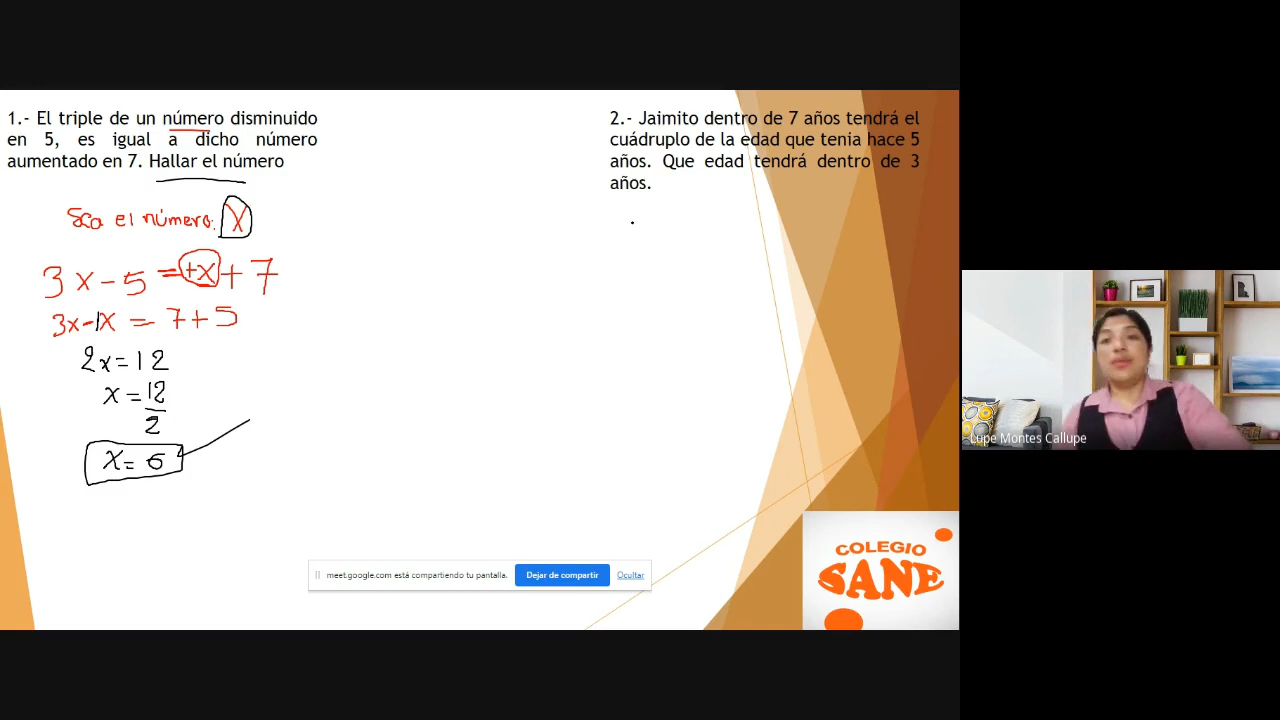 1.- El triple de un número disminuido
en 5, es igual a dicho número
aumentado en 7. Hallar el número
Sea el número: X
3x - 5 = +x + 7
3x - 1x = 7 + 5
2x = 12
x = 12
2
x = 6
2.- Jaimito dentro de 7 años tendrá el
cuádruplo de la edad que tenia hace 5
años. Que edad tendrá dentro de 3
años.
Lupe Montes Callupe
COLEGIO
SANE
meet.google.com está compartiendo tu pantalla.
Dejar de compartir
Ocultar